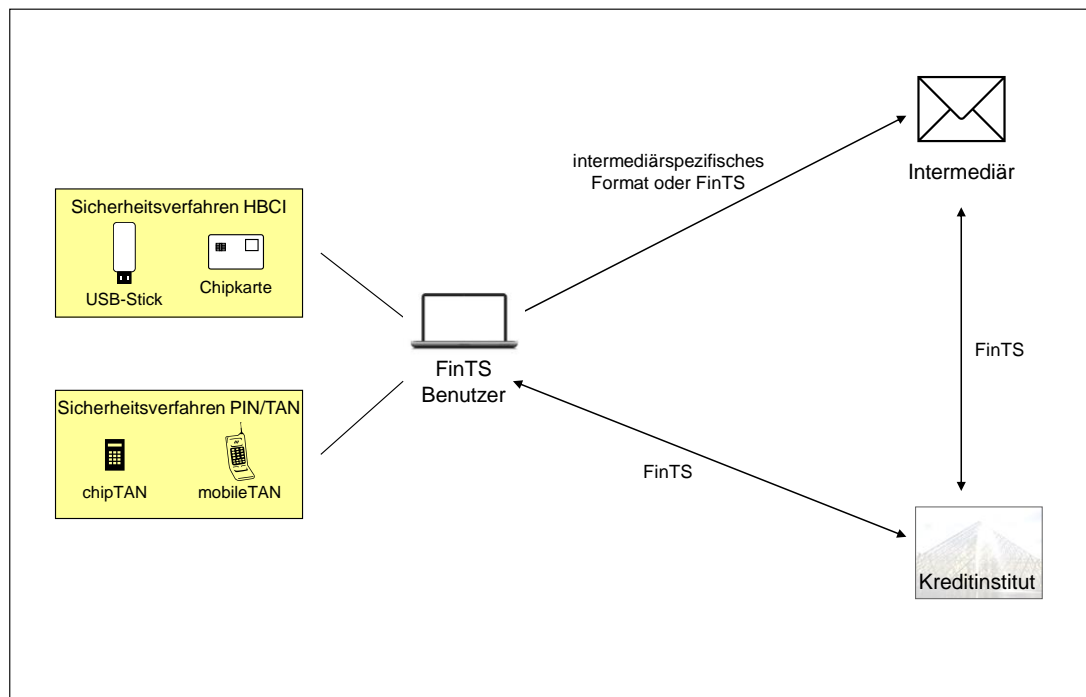 intermediärspezifisches
Format oder FinTS
Intermediär
Sicherheitsverfahren HBCI
USB-Stick
Chipkarte
FinTS
FinTS
Benutzer
Sicherheitsverfahren PIN/TAN
chipTAN
mobileTAN
FinTS
Kreditinstitut